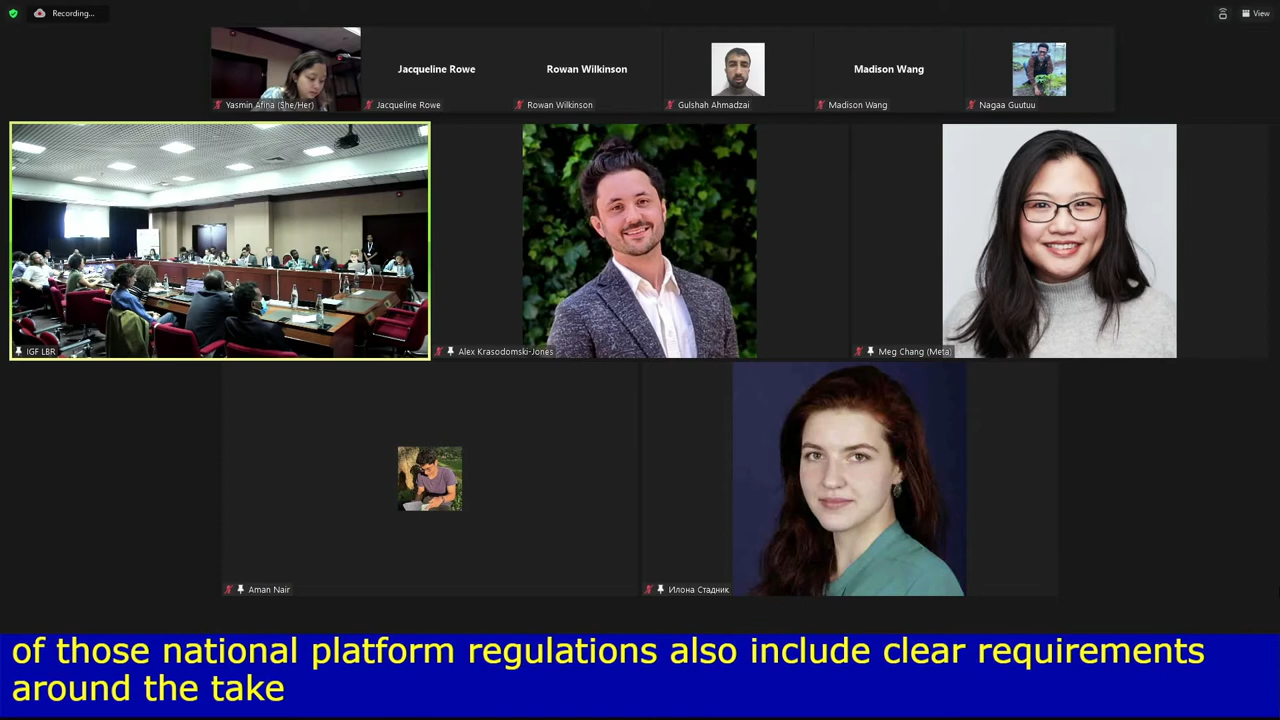 Recording...
View
Jacqueline Rowe
Rowan Wilkinson
Madison Wang
Yasmin Afina (She/Her)
Jacqueline Rowe
Rowan Wilkinson
Gulshah Ahmadzai
Madison Wang
Nagaa Guutuu
IGF LBR
Alex Krasodomski-Jones
Meg Chang (Meta)
Aman Nair
Илона Стадник
of those national platform regulations also include clear requirements
around the take